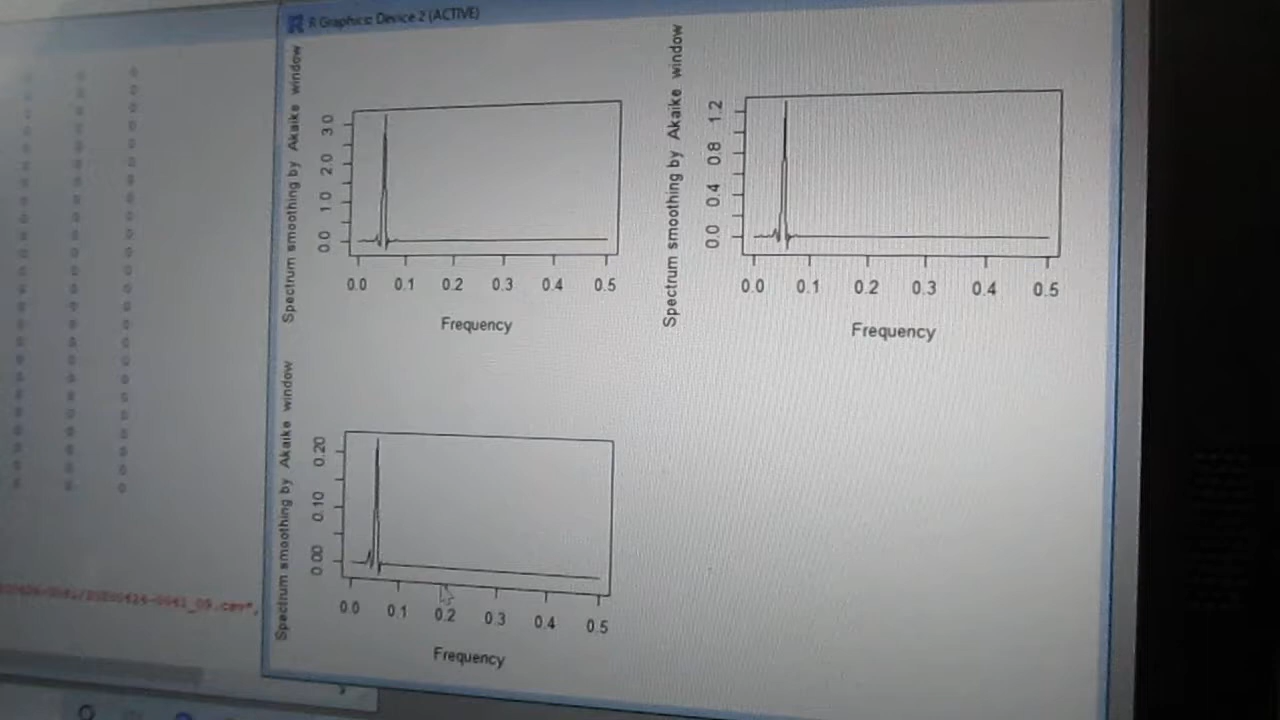 R Graphics: Device 2 (ACTIVE)
Spectrum smoothing by Akaike window
3.0
2.0
1.0
0.0
0.0 0.1 0.2 0.3 0.4 0.5
Frequency
Spectrum smoothing by Akaike window
1.2
0.8
0.4
0.0
0.0 0.1 0.2 0.3 0.4 0.5
Frequency
Spectrum smoothing by Akaike window
0.20
0.10
0.00
0.0 0.1 0.2 0.3 0.4 0.5
Frequency